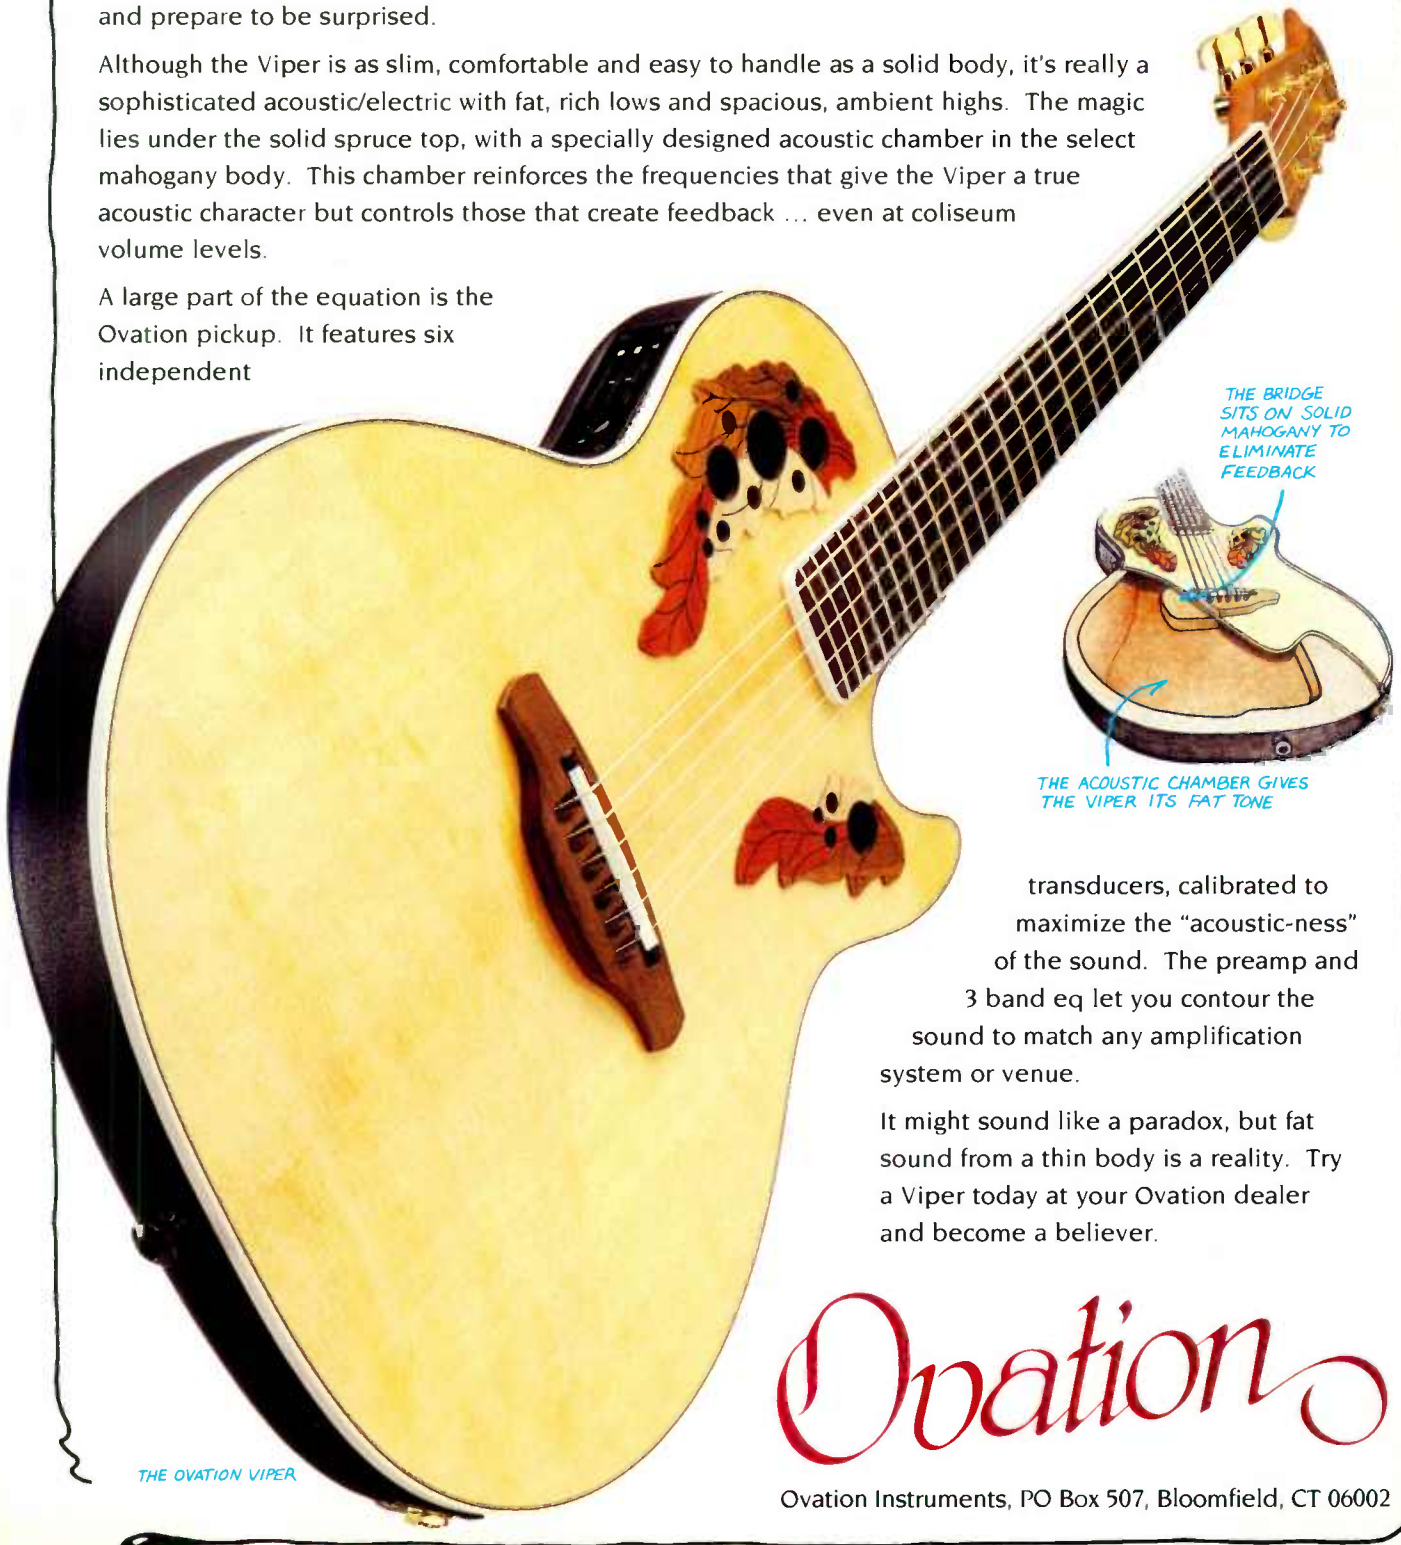 and prepare to be surprised.
Although the Viper is as slim, comfortable and easy to handle as a solid body, it's really a
sophisticated acoustic/electric with fat, rich lows and spacious, ambient highs. The magic
lies under the solid spruce top, with a specially designed acoustic chamber in the select
mahogany body. This chamber reinforces the frequencies that give the Viper a true
acoustic character but controls those that create feedback ... even at coliseum
volume levels.
A large part of the equation is the
Ovation pickup. It features six
independent
THE BRIDGE
SITS ON SOLID
MAHOGANY TO
ELIMINATE
FEEDBACK
THE ACOUSTIC CHAMBER GIVES
THE VIPER ITS FAT TONE
transducers, calibrated to
maximize the "acoustic-ness"
of the sound. The preamp and
3 band eq let you contour the
sound to match any amplification
system or venue.
It might sound like a paradox, but fat
sound from a thin body is a reality. Try
a Viper today at your Ovation dealer
and become a believer.
Ovation
THE OVATION VIPER
Ovation Instruments, PO Box 507, Bloomfield, CT 06002